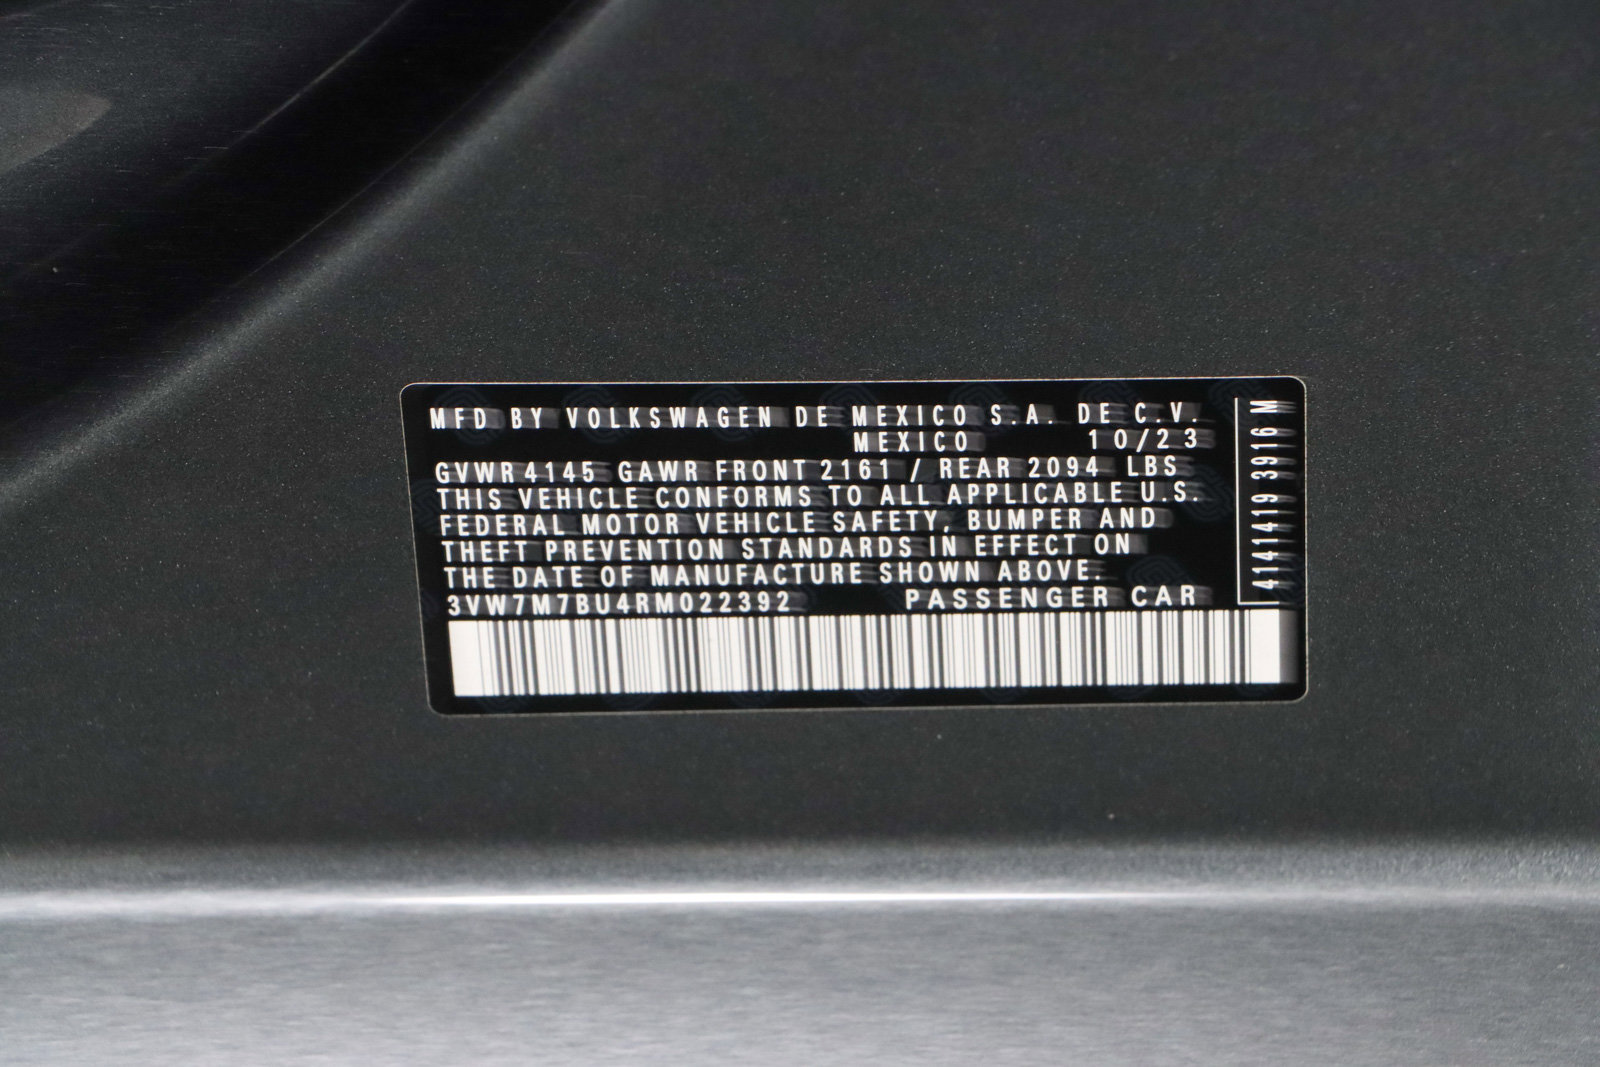 MFD BY VOLKSWAGEN DE MEXICO S.A. DE C.V.
MEXICO 10/23
GVWR 4145 GAWR FRONT 2161 / REAR 2094 LBS
THIS VEHICLE CONFORMS TO ALL APPLICABLE U.S.
FEDERAL MOTOR VEHICLE SAFETY, BUMPER AND
THEFT PREVENTION STANDARDS IN EFFECT ON
THE DATE OF MANUFACTURE SHOWN ABOVE.
3VW7M7BU4RM022392 PASSENGER CAR
4141419 3916 M